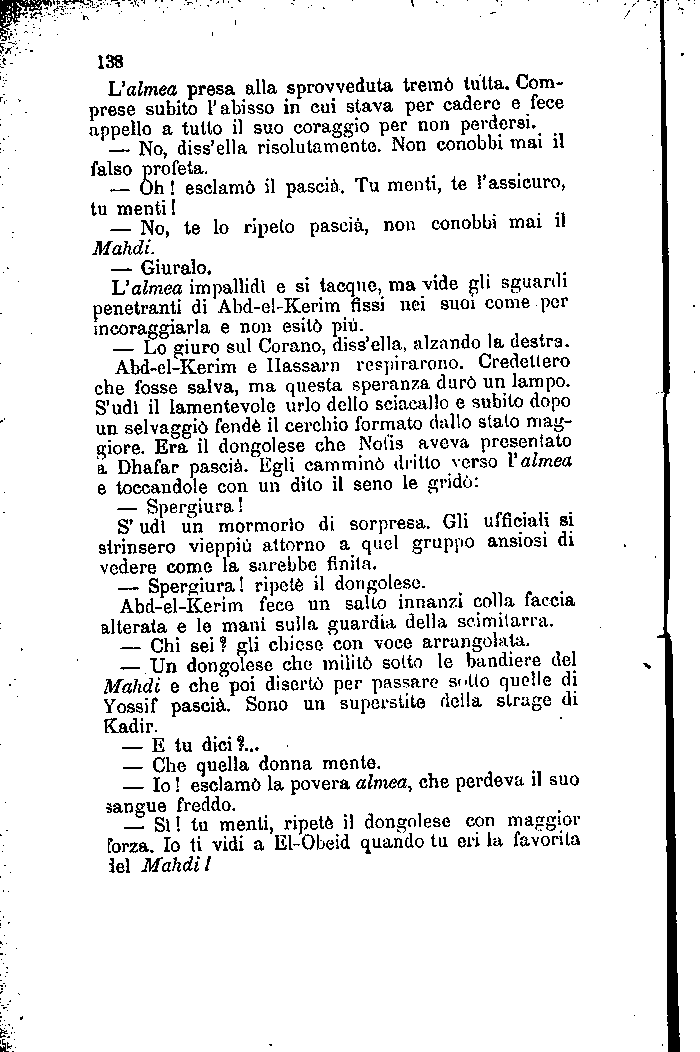 138
L'almea presa alla sprovveduta tremò tutta. Com-
prese subito l'abisso in cui stava per cadere e fece
appello a tutto il suo coraggio per non perdersi.
— No, diss'ella risolutamente. Non conobbi mai il
falso profeta.
— Oh! esclamò il pascià. Tu menti, te l'assicuro,
tu menti!
— No, te lo ripeto pascià, non conobbi mai il
Mahdi.
— Giuralo.
L'almea impallidì e si tacque, ma vide gli sguardi
penetranti di Abd-el-Kerim fissi nei suoi come per
incoraggiarla e non esitò più.
— Lo giuro sul Corano, diss'ella, alzando la destra.
Abd-el-Kerim e Hassarn respirarono. Credettero
che fosse salva, ma questa speranza durò un lampo.
S'udì il lamentevole urlo dello sciacallo e subito dopo
un selvaggio fendè il cerchio formato dallo stato mag-
giore. Era il dongolese che Notis aveva presentato
a Dhafar pascià. Egli camminò dritto verso l'almea
e toccandole con un dito il seno le gridò:
— Spergiura!
S'udì un mormorio di sorpresa. Gli ufficiali si
strinsero vieppiù attorno a quel gruppo ansiosi di
vedere come la sarebbe finita.
— Spergiura! ripetè il dongolese.
Abd-el-Kerim fece un salto innanzi colla faccia
alterata e le mani sulla guardia della scimitarra.
— Chi sei? gli chiese con voce arrangolata.
— Un dongolese che militò sotto le bandiere del
Mahdi e che poi disertò per passare sotto quelle di
Yossif pascià. Sono un superstite della strage di
Kadir.
— E tu dici?...
— Che quella donna mente.
— Io! esclamò la povera almea, che perdeva il suo
sangue freddo.
— Sì! tu menti, ripetè il dongolese con maggior
forza. Io ti vidi a El-Obeid quando tu eri la favorita
del Mahdi!